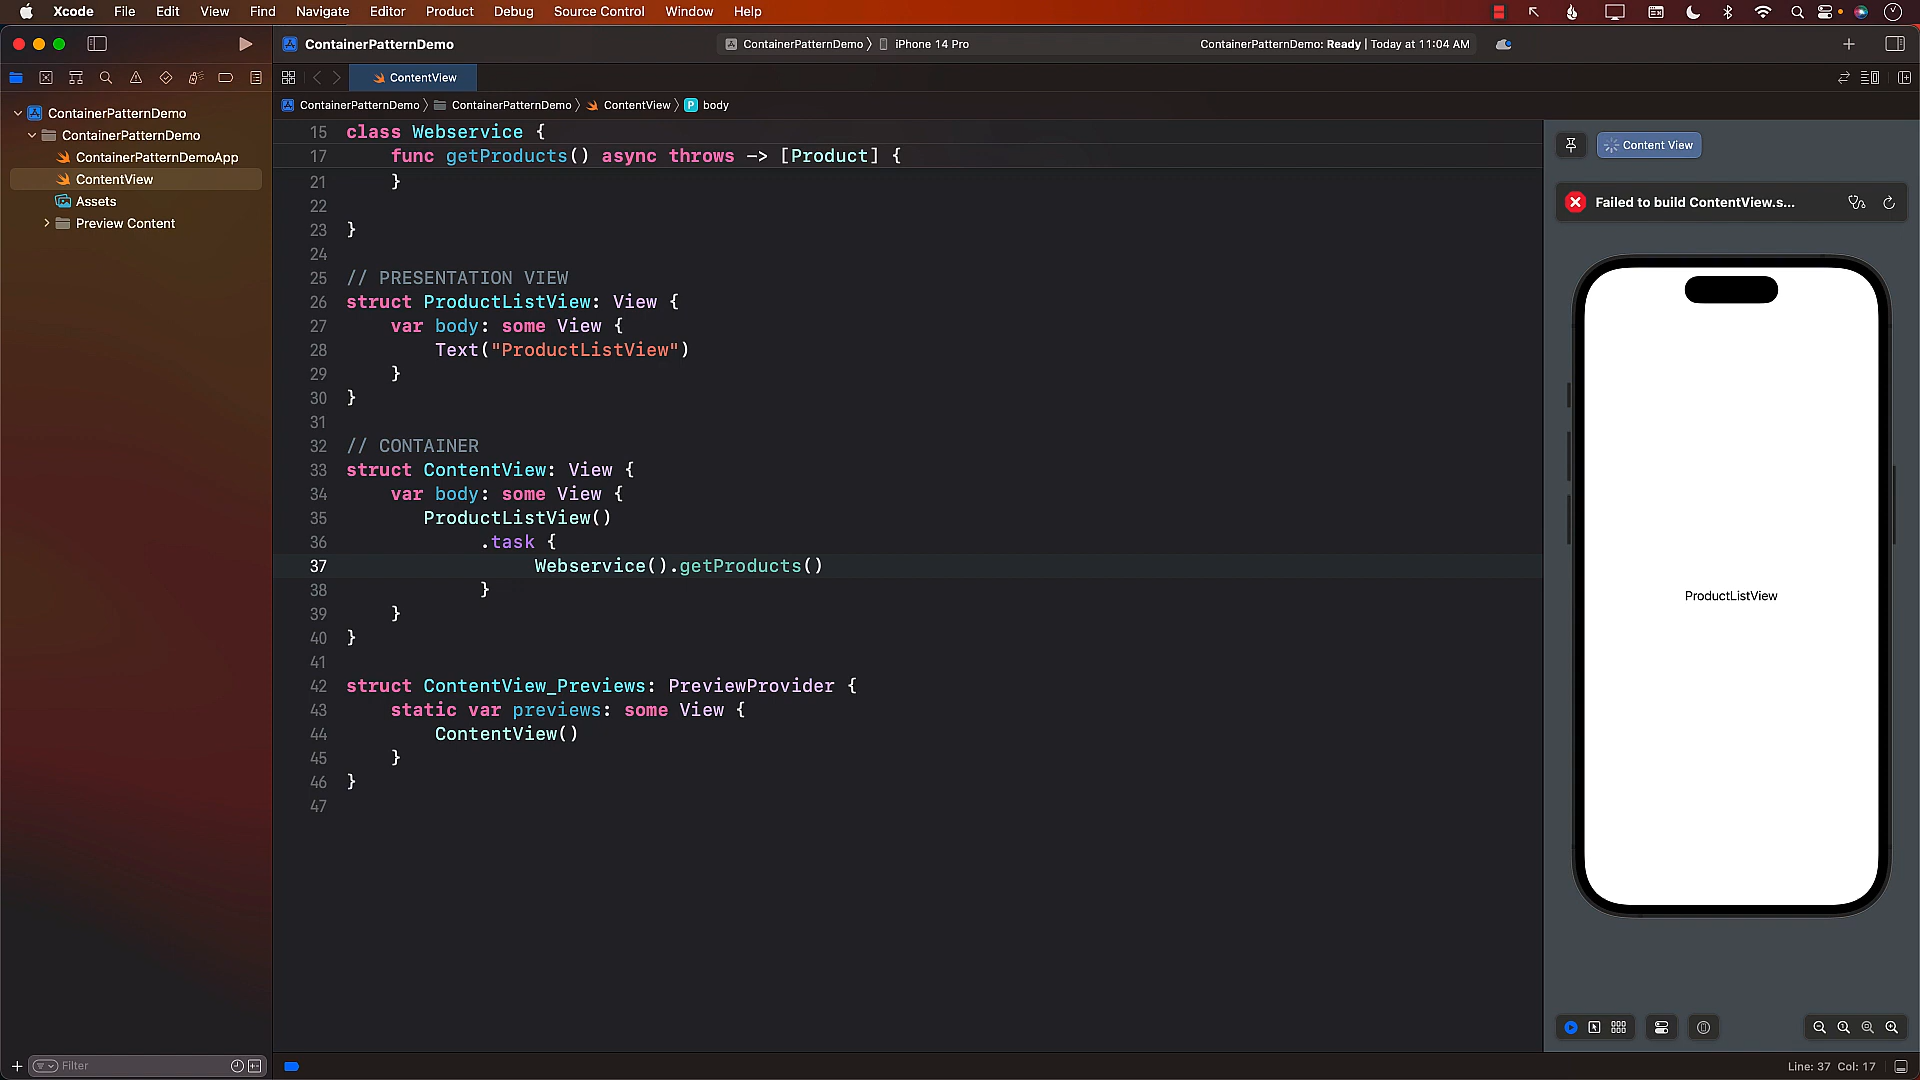 Xcode File Edit View Find Navigate Editor Product Debug Source Control Window Help
ContainerPatternDemo
ContainerPatternDemo 〉 iPhone 14 Pro
ContainerPatternDemo: Ready | Today at 11:04 AM
ContentView
ContainerPatternDemo 〉 ContainerPatternDemo 〉 ContentView 〉 P body
ContainerPatternDemo
ContainerPatternDemo
ContainerPatternDemoApp
ContentView
Assets
Preview Content
15 class Webservice {
17 func getProducts() async throws -> [Product] {
21 }
22
23 }
24
25 // PRESENTATION VIEW
26 struct ProductListView: View {
27 var body: some View {
28 Text("ProductListView")
29 }
30 }
31
32 // CONTAINER
33 struct ContentView: View {
34 var body: some View {
35 ProductListView()
36 .task {
37 Webservice().getProducts()
38 }
39 }
40 }
41
42 struct ContentView_Previews: PreviewProvider {
43 static var previews: some View {
44 ContentView()
45 }
46 }
47
Content View
Failed to build ContentView.s...
ProductListView
Filter
Line: 37 Col: 17